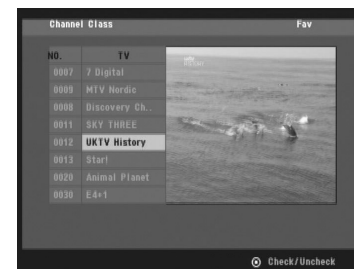 Channel Class Fav
NO. TV
0007 7 Digital
0009 MTV Nordic
0008 Discovery Ch..
0011 SKY THREE
0012 UKTV History
0013 Star!
0020 Animal Planet
0030 E4+1
Check/Uncheck